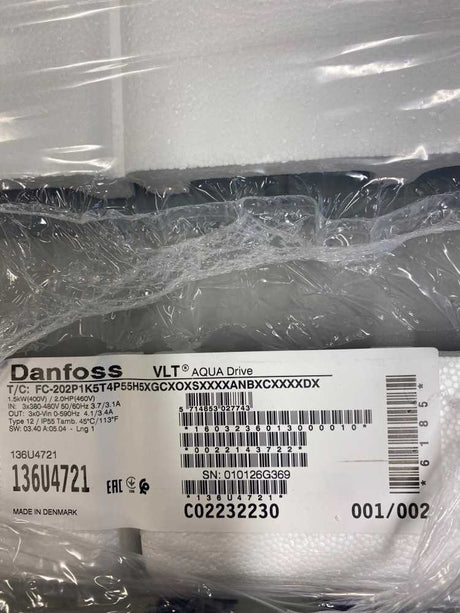 Danfoss VLT® AQUA Drive
T/C: FC-202P1K5T4P55H5XGCXOXSXXXXANBXCXXXXDX
1.5kW(400V) / 2.0HP(460V)
IN: 3x380-480V 50/60Hz 3.7/3.1A
OUT: 3x0-Vin 0-590Hz 4.1/3.4A
Type 12 / IP55 Tamb. 45°C/113°F
SW: 03.40 A:05.04 - Lng 1
5 714853 027743
*1603236013000010*
*0022143722*
SN: 010126G369
136U4721
136U4721
EAC
*136U4721*
MADE IN DENMARK
CO2232230
001/002
*6185*